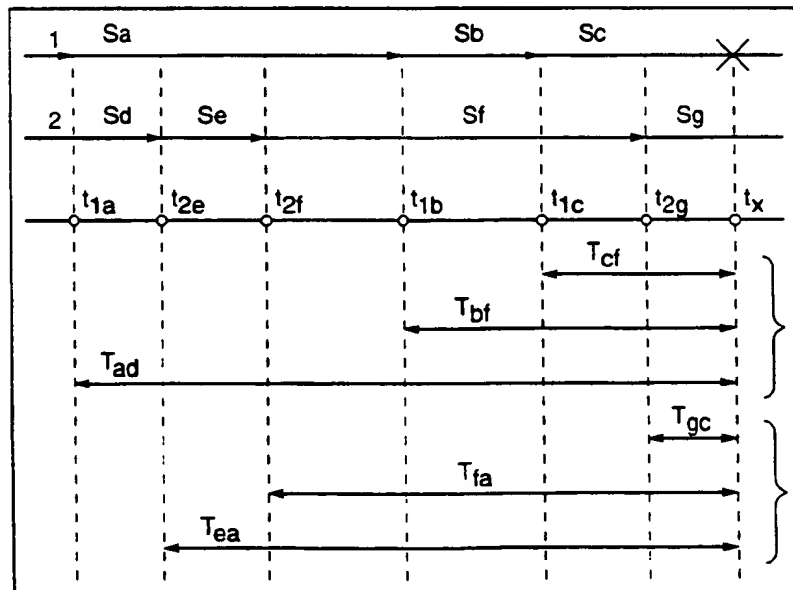 1 Sa Sb Sc
2 Sd Se Sf Sg
t1a t2e t2f t1b t1c t2g tx
Tcf
Tbf
Tad
Tgc
Tfa
Tea